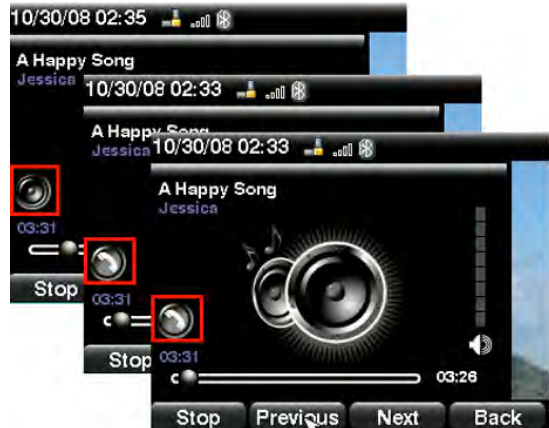 10/30/08 02:35
A Happy Song
Jessica
03:31
Stop
10/30/08 02:33
A Happy Song
Jessica
03:31
Stop
10/30/08 02:33
A Happy Song
Jessica
03:31
03:26
Stop Previous Next Back